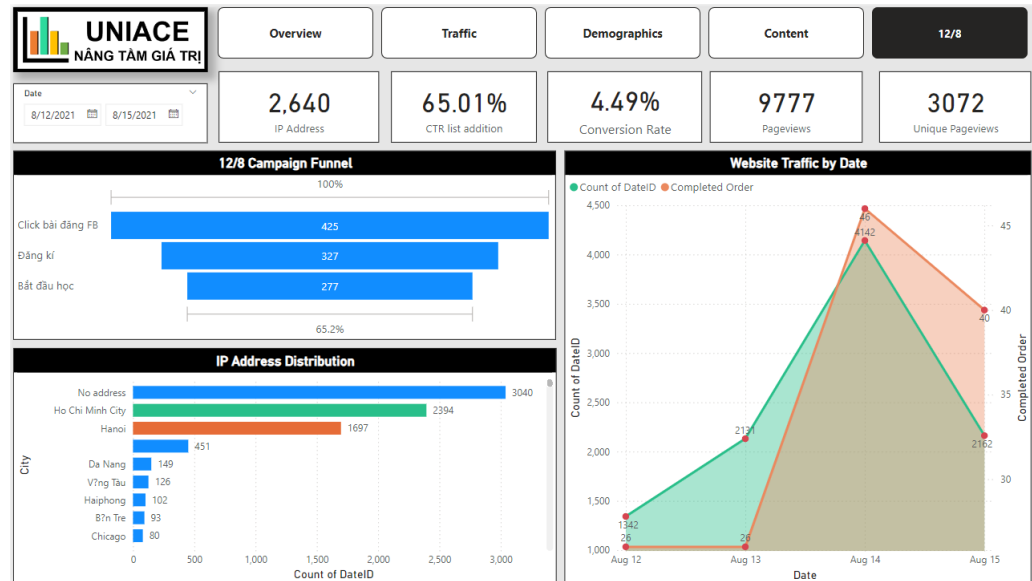 UNIACE
NÂNG TẦM GIÁ TRỊ
Overview
Traffic
Demographics
Content
12/8
Date
8/12/2021
8/15/2021
2,640
IP Address
65.01%
CTR list addition
4.49%
Conversion Rate
9777
Pageviews
3072
Unique Pageviews
12/8 Campaign Funnel
100%
Click bài đăng FB
425
Đăng kí
327
Bắt đầu học
277
65.2%
IP Address Distribution
City
No address
3040
Ho Chi Minh City
2394
Hanoi
1697
451
Da Nang
149
V?ng Tàu
126
Haiphong
102
B?n Tre
93
Chicago
80
0
500
1,000
1,500
2,000
2,500
3,000
Count of DateID
Website Traffic by Date
Count of DateID
Completed Order
4,500
4,000
3,500
3,000
2,500
2,000
1,500
1,000
Count of DateID
45
40
35
30
Completed Order
46
4142
40
2131
2162
1342
26
26
Aug 12
Aug 13
Aug 14
Aug 15
Date